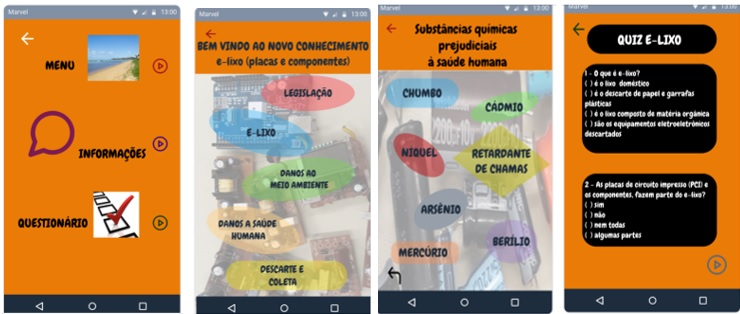 Marvel
13:00
MENU
INFORMAÇÕES
QUESTIONÁRIO
Marvel
13:00
BEM VINDO AO NOVO CONHECIMENTO
e-lixo (placas e componentes)
LEGISLAÇÃO
E-LIXO
DANOS AO
MEIO AMBIENTE
DANOS A SAÚDE
HUMANA
DESCARTE E
COLETA
Marvel
13:00
Substâncias químicas
prejudiciais
à saúde humana
CHUMBO
CÁDMIO
NIQUEL
RETARDANTE
DE CHAMAS
ARSÊNIO
BERÍLIO
MERCÚRIO
Marvel
13:00
QUIZ E-LIXO
1 - O que é e-lixo?
( ) é o lixo doméstico
( ) é o descarte de papel e garrafas
plásticas
( ) é o lixo composto de matéria orgânica
( ) são os equipamentos eletroeletrónicos
descartados
2 - As placas de circuito impresso (PCI) e
os componentes, fazem parte do e-lixo?
( ) sim
( ) não
( ) nem todas
( ) algumas partes